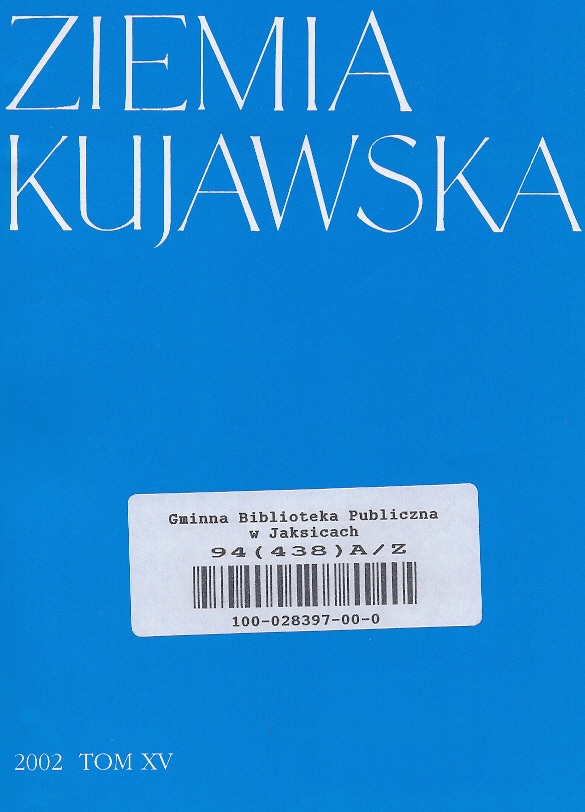 ZIEMIA
KUJAWSKA
Gminna Biblioteka Publiczna
w Jaksicach
94(438)A/Z
100-028397-00-0
2002 TOM XV